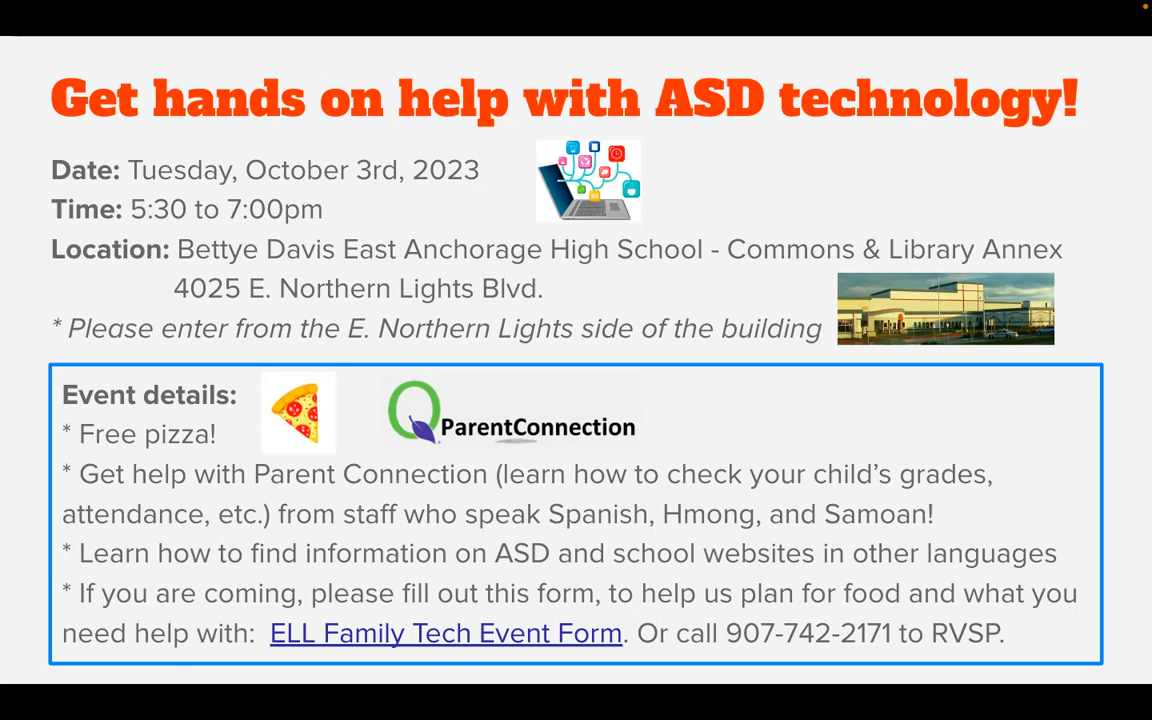 Get hands on help with ASD technology!
Date: Tuesday, October 3rd, 2023
Time: 5:30 to 7:00pm
Location: Bettye Davis East Anchorage High School - Commons & Library Annex
4025 E. Northern Lights Blvd.
* Please enter from the E. Northern Lights side of the building
Event details:
* Free pizza!
ParentConnection
* Get help with Parent Connection (learn how to check your child’s grades,
attendance, etc.) from staff who speak Spanish, Hmong, and Samoan!
* Learn how to find information on ASD and school websites in other languages
* If you are coming, please fill out this form, to help us plan for food and what you
need help with:  ELL Family Tech Event Form. Or call 907-742-2171 to RVSP.